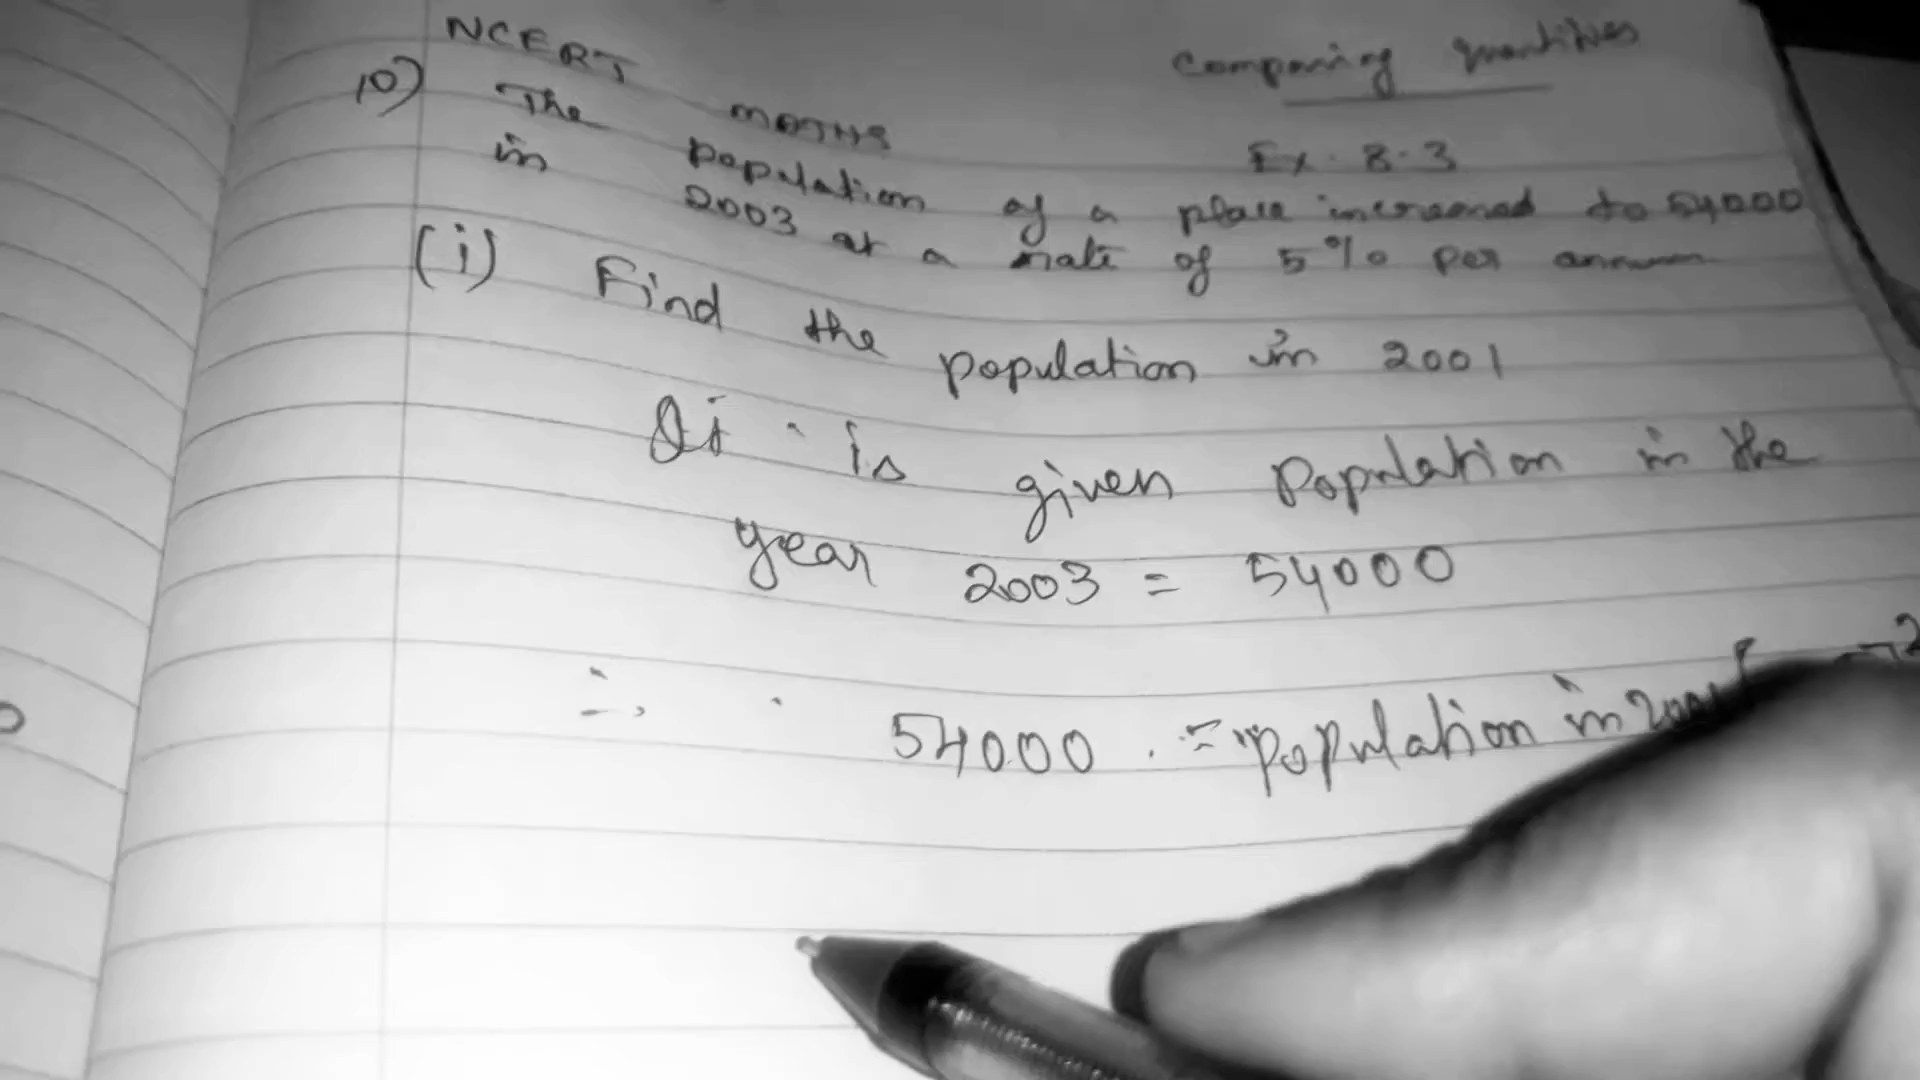 NCERT MATHS
Comparing Quantities
Ex. 8.3
10) The population of a place increased to 54000
in 2003 at a rate of 5% per annum
(i) Find the population in 2001
It is given Population in the
year 2003 = 54000
∴ 54000 = Population in 2001